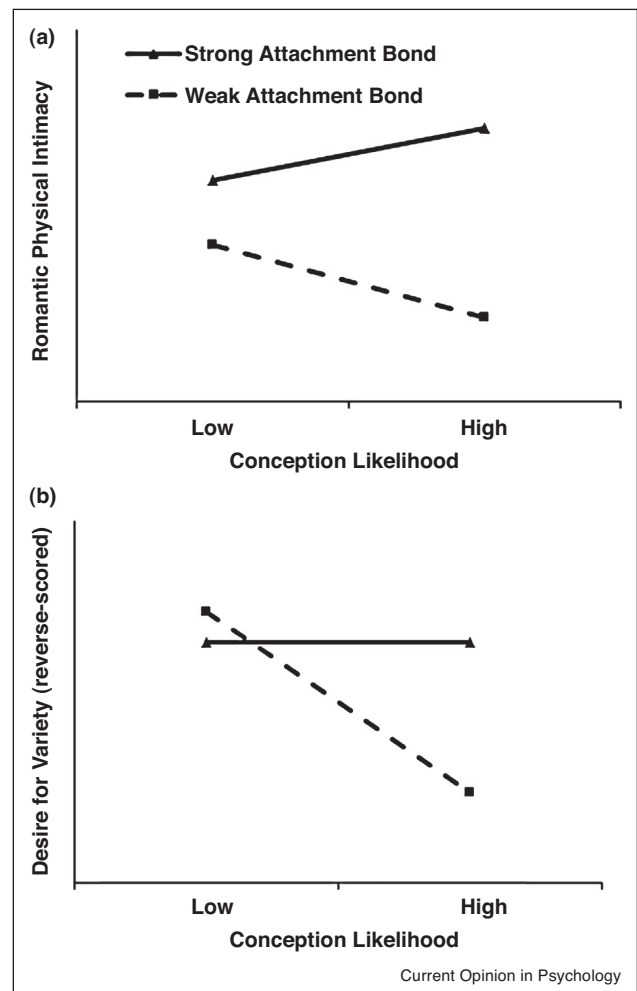 (a)
Strong Attachment Bond
Weak Attachment Bond
Romantic Physical Intimacy
Low
High
Conception Likelihood
(b)
Desire for Variety (reverse-scored)
Low
High
Conception Likelihood
Current Opinion in Psychology